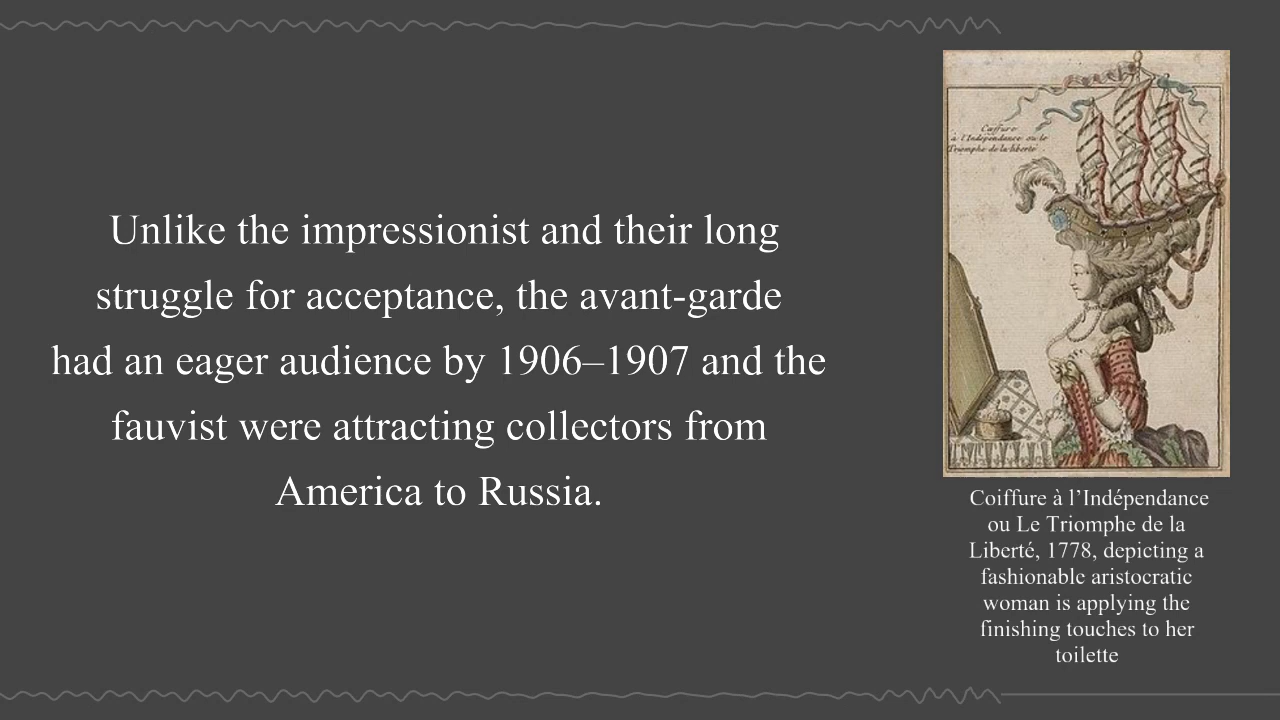 Unlike the impressionist and their long
struggle for acceptance, the avant-garde
had an eager audience by 1906–1907 and the
fauvist were attracting collectors from
America to Russia.
Coiffure
à l'Indépendance ou le
Triomphe de la liberté.
Coiffure à l’Indépendance
ou Le Triomphe de la
Liberté, 1778, depicting a
fashionable aristocratic
woman is applying the
finishing touches to her
toilette